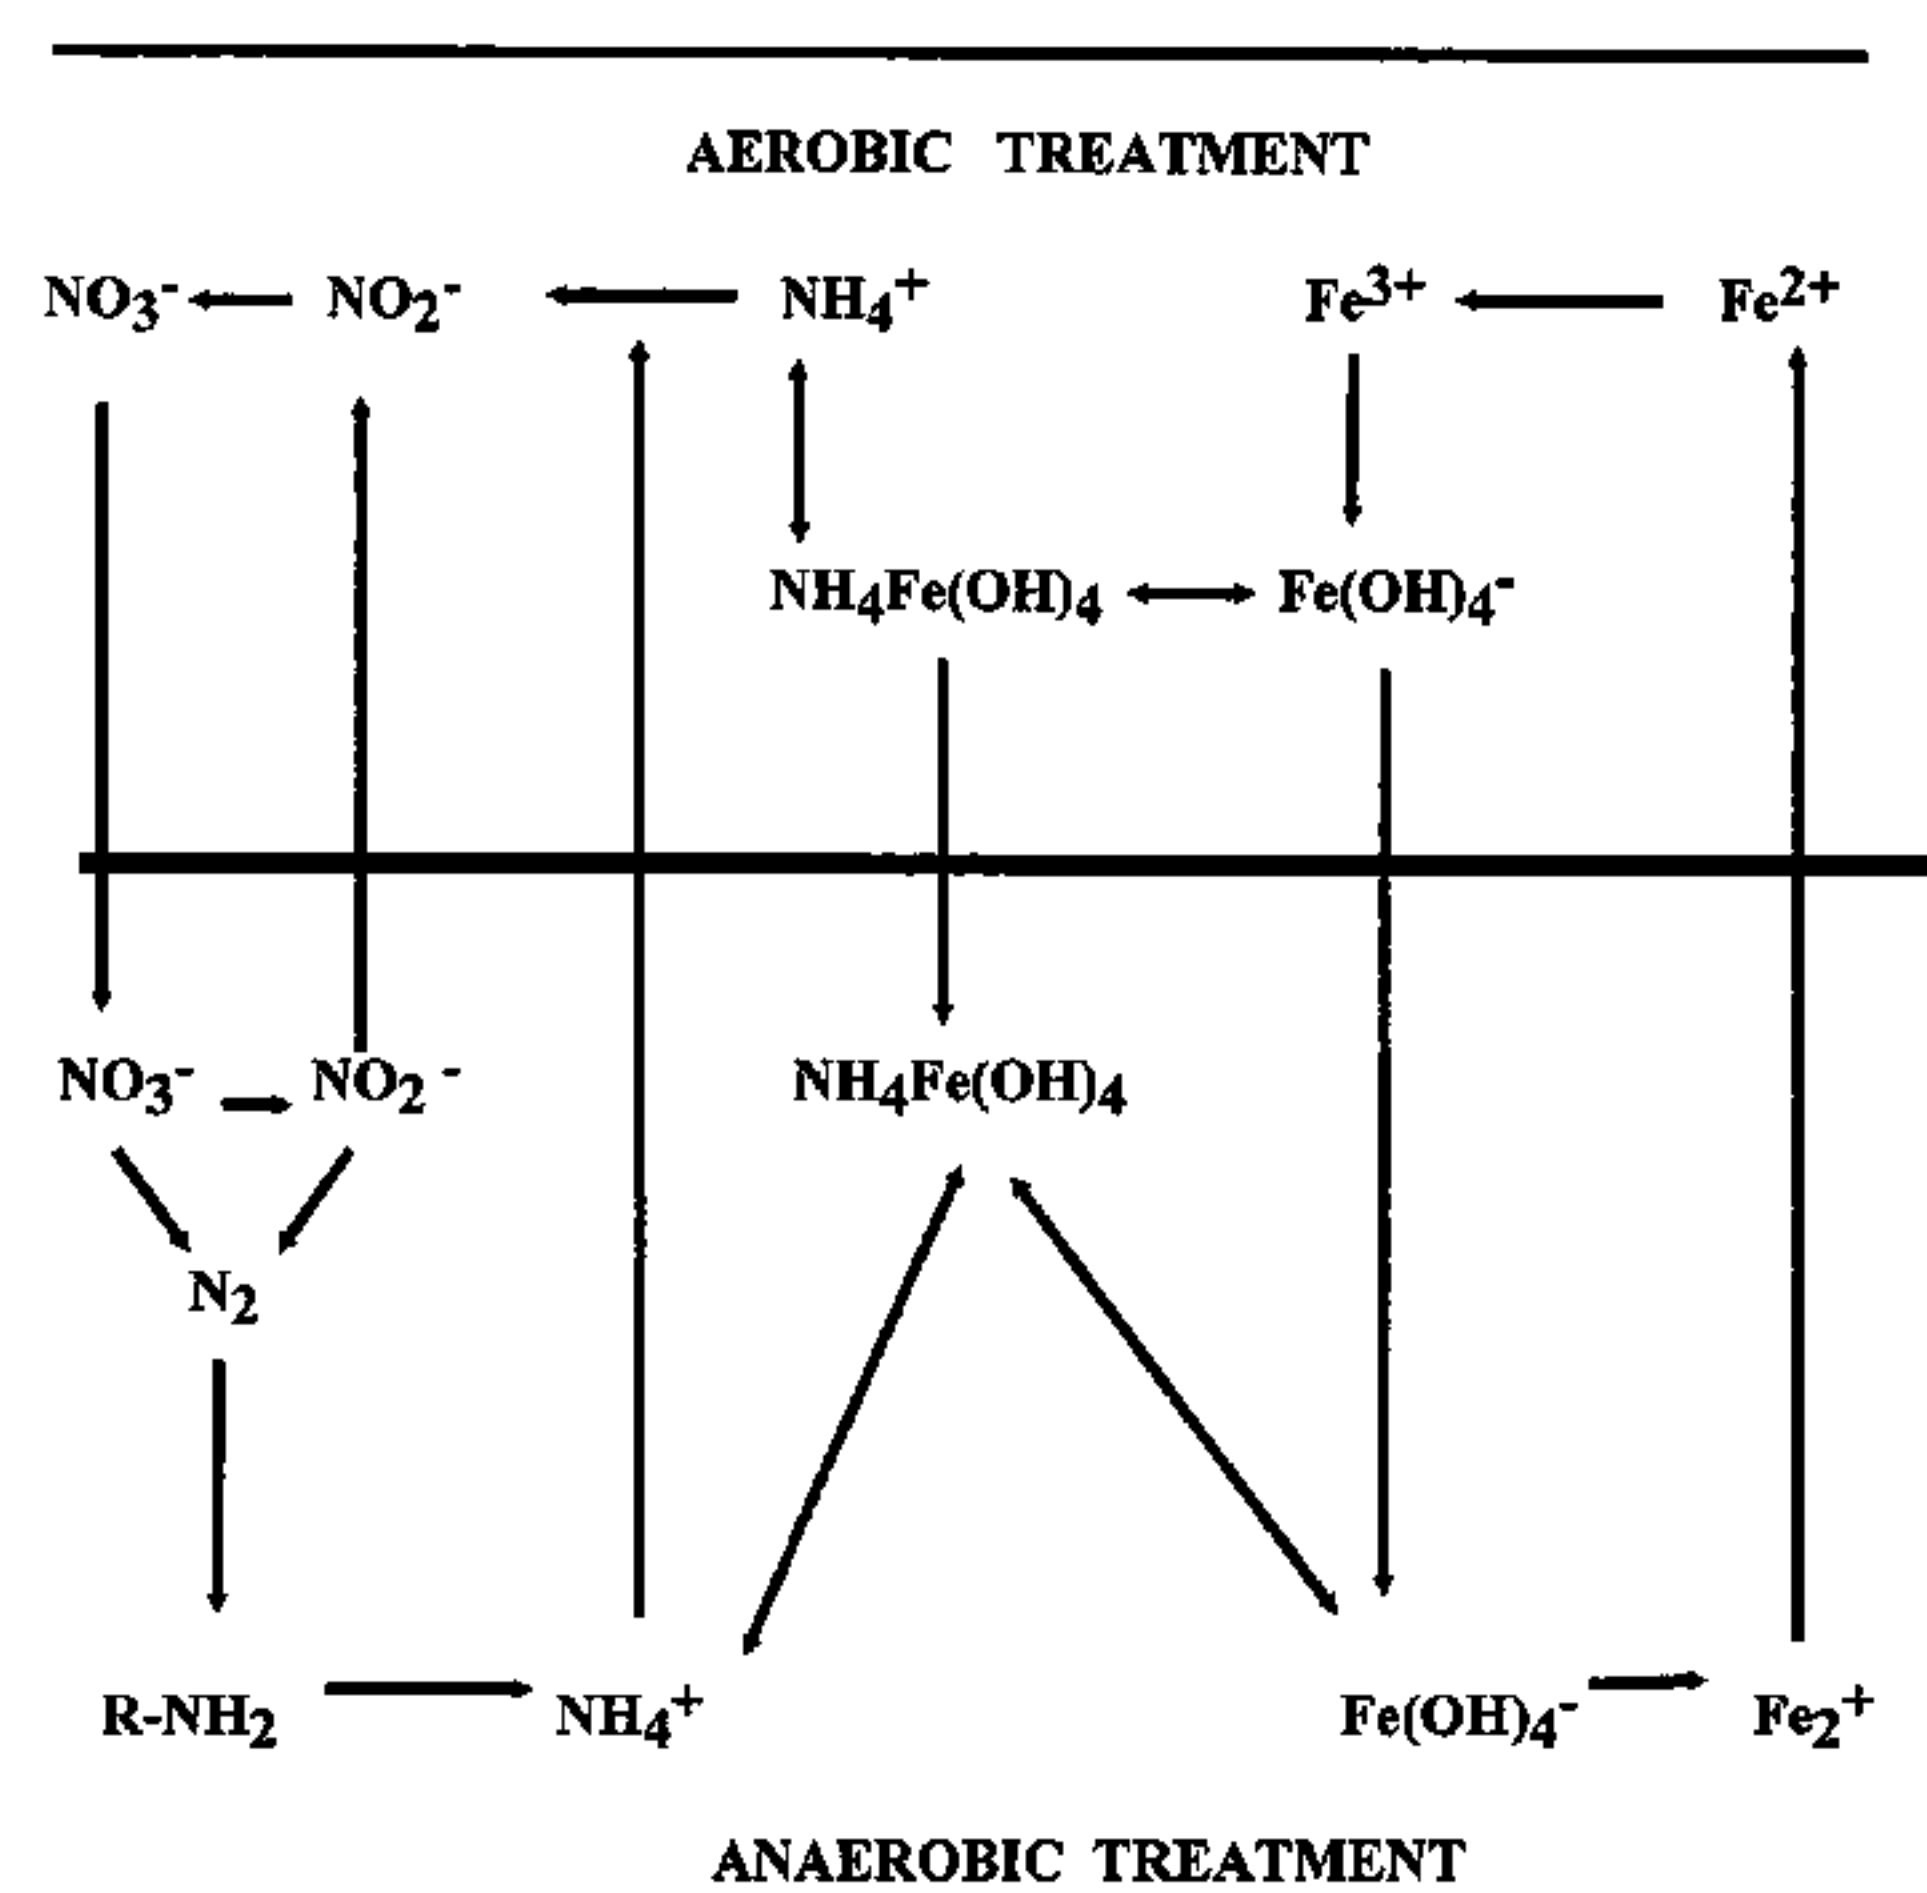 AEROBIC TREATMENT
NO3- NO2- NH4+ Fe3+ Fe2+
NH4Fe(OH)4 Fe(OH)4-
NO3- NO2 - NH4Fe(OH)4
N2
R-NH2 NH4+ Fe(OH)4- Fe2+
ANAEROBIC TREATMENT